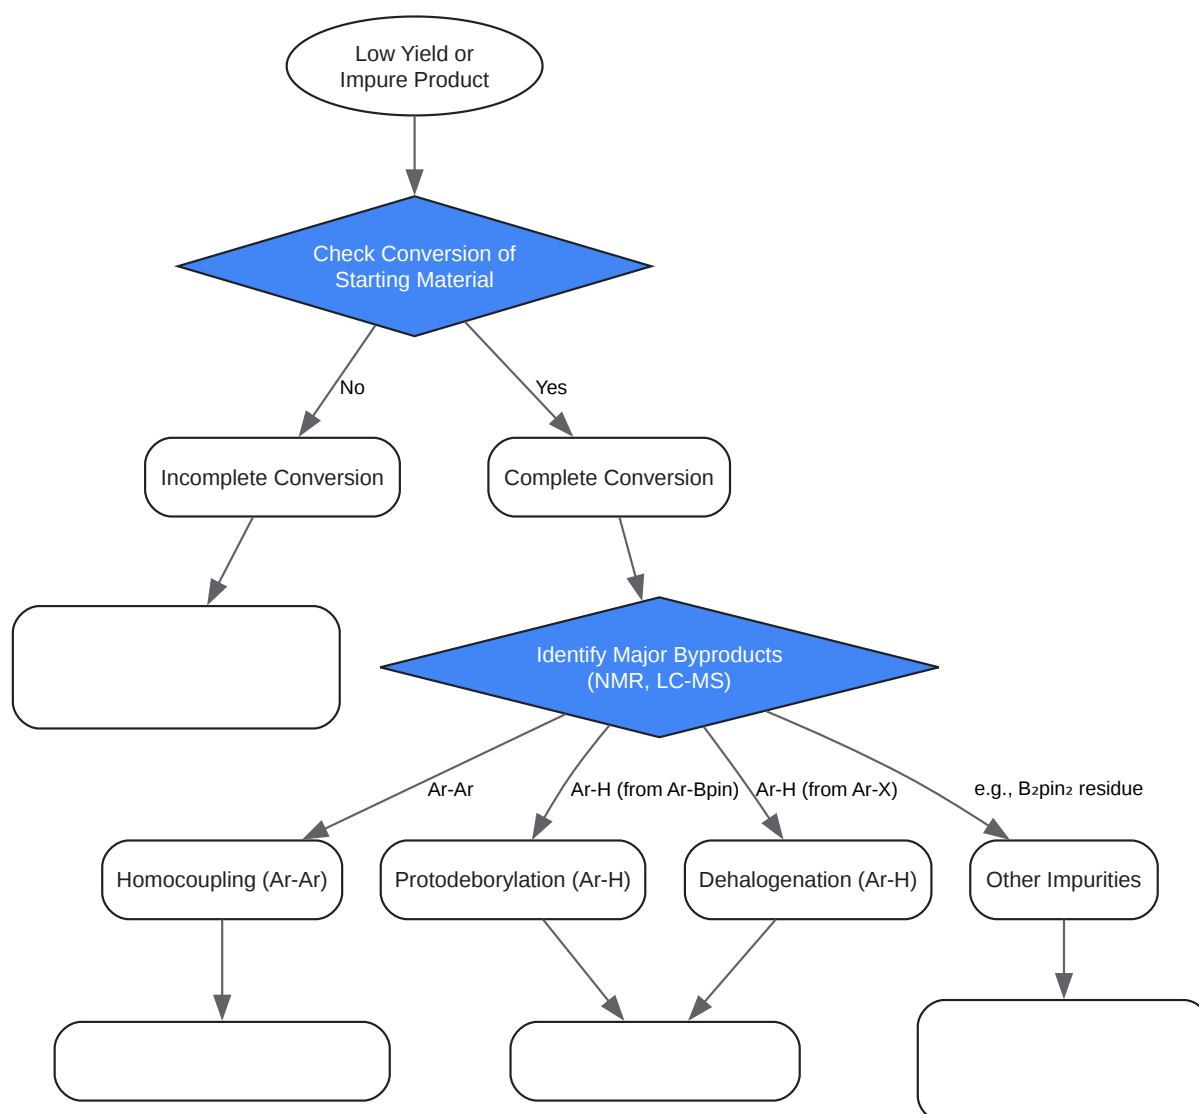 Low Yield or
Impure Product
Check Conversion of
Starting Material
No
Yes
Incomplete Conversion
Complete Conversion
Identify Major Byproducts
(NMR, LC-MS)
Ar-Ar
Ar-H (from Ar-Bpin)
Ar-H (from Ar-X)
e.g., B₂pin₂ residue
Homocoupling (Ar-Ar)
Protodeborylation (Ar-H)
Dehalogenation (Ar-H)
Other Impurities